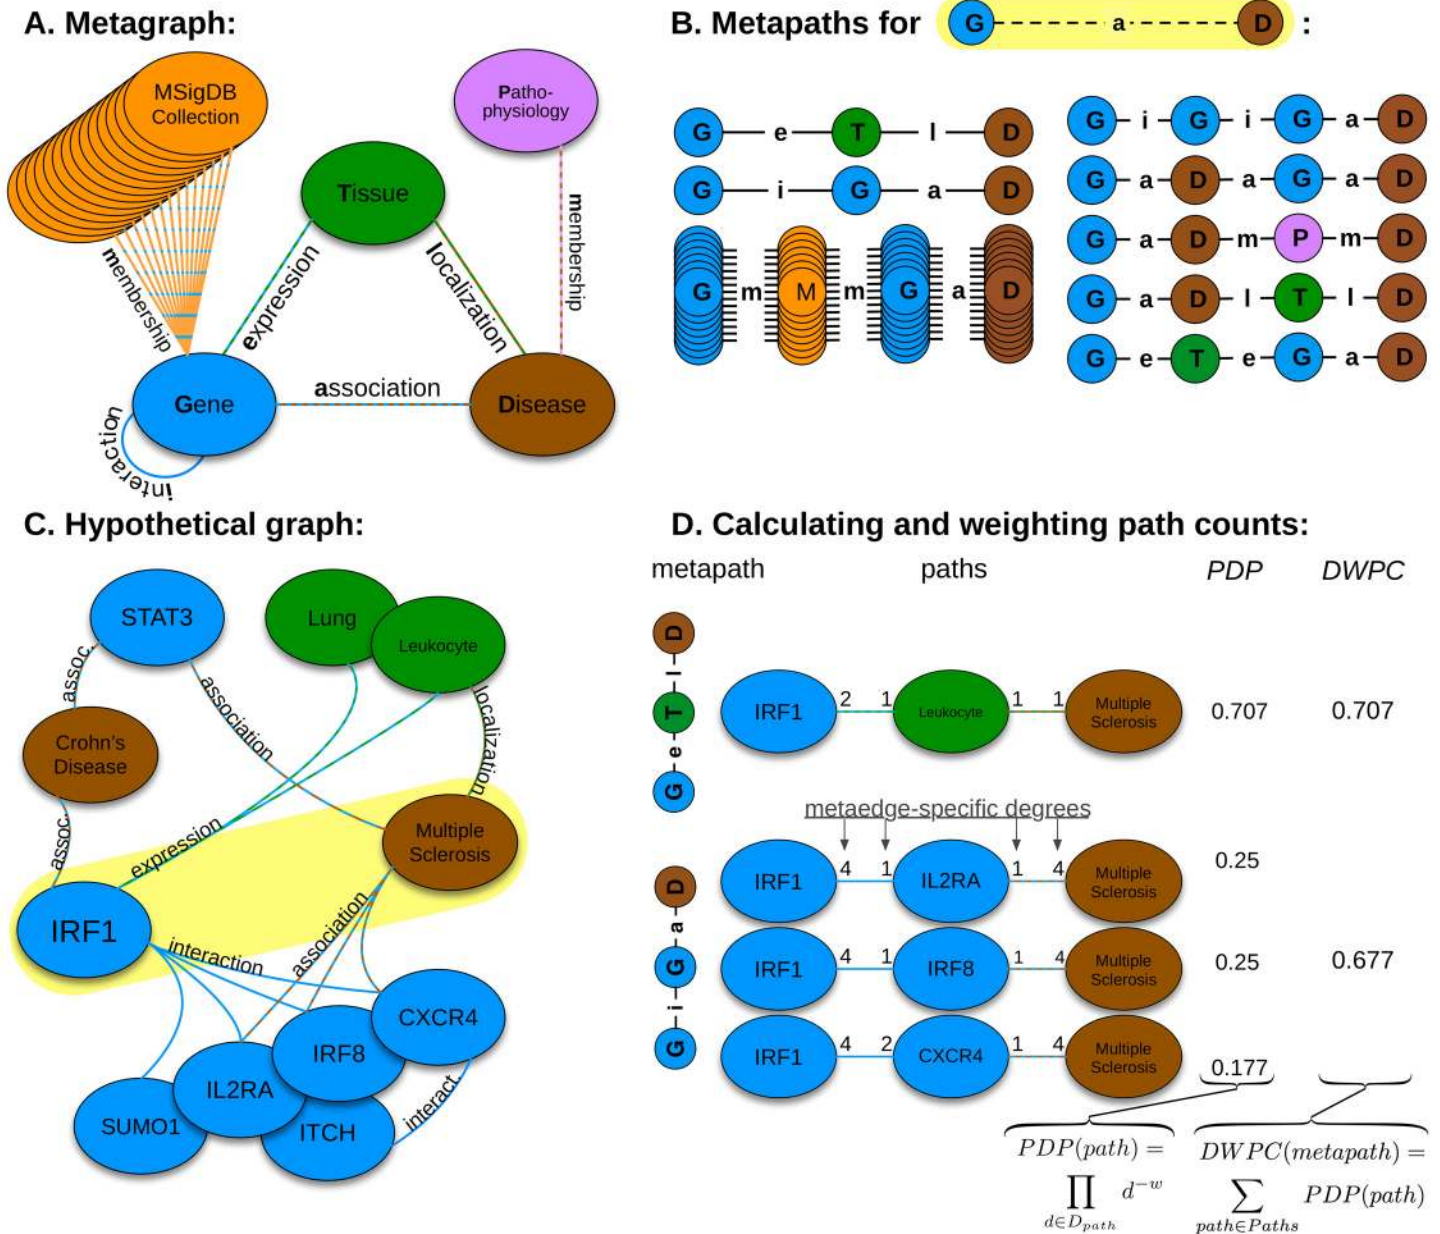 A. Metagraph:
MSigDB
Collection
Patho-
physiology
Tissue
membership
expression
localization
membership
Gene
association
Disease
interaction
B. Metapaths for G a D :
G e T l D
G i G a D
G m M m G a D
G i G i G a D
G a D a G a D
G a D m P m D
G a D l T l D
G e T e G a D
C. Hypothetical graph:
STAT3
Lung
Leukocyte
assoc.
association
localization
Crohn's
Disease
assoc.
expression
Multiple
Sclerosis
IRF1
interaction
association
CXCR4
IRF8
IL2RA
SUMO1
ITCH
interact.
D. Calculating and weighting path counts:
metapath paths PDP DWPC
G e T l D
IRF1 2 1 Leukocyte 1 1 Multiple
Sclerosis
0.707 0.707
metaedge-specific degrees
G i G a D
IRF1 4 1 IL2RA 1 4 Multiple
Sclerosis
0.25
IRF1 4 1 IRF8 1 4 Multiple
Sclerosis
0.25 0.677
IRF1 4 2 CXCR4 1 4 Multiple
Sclerosis
0.177
PDP(path) =
∏ d^{-w}
d∈D_{path}
DWPC(metapath) =
∑ PDP(path)
path∈Paths